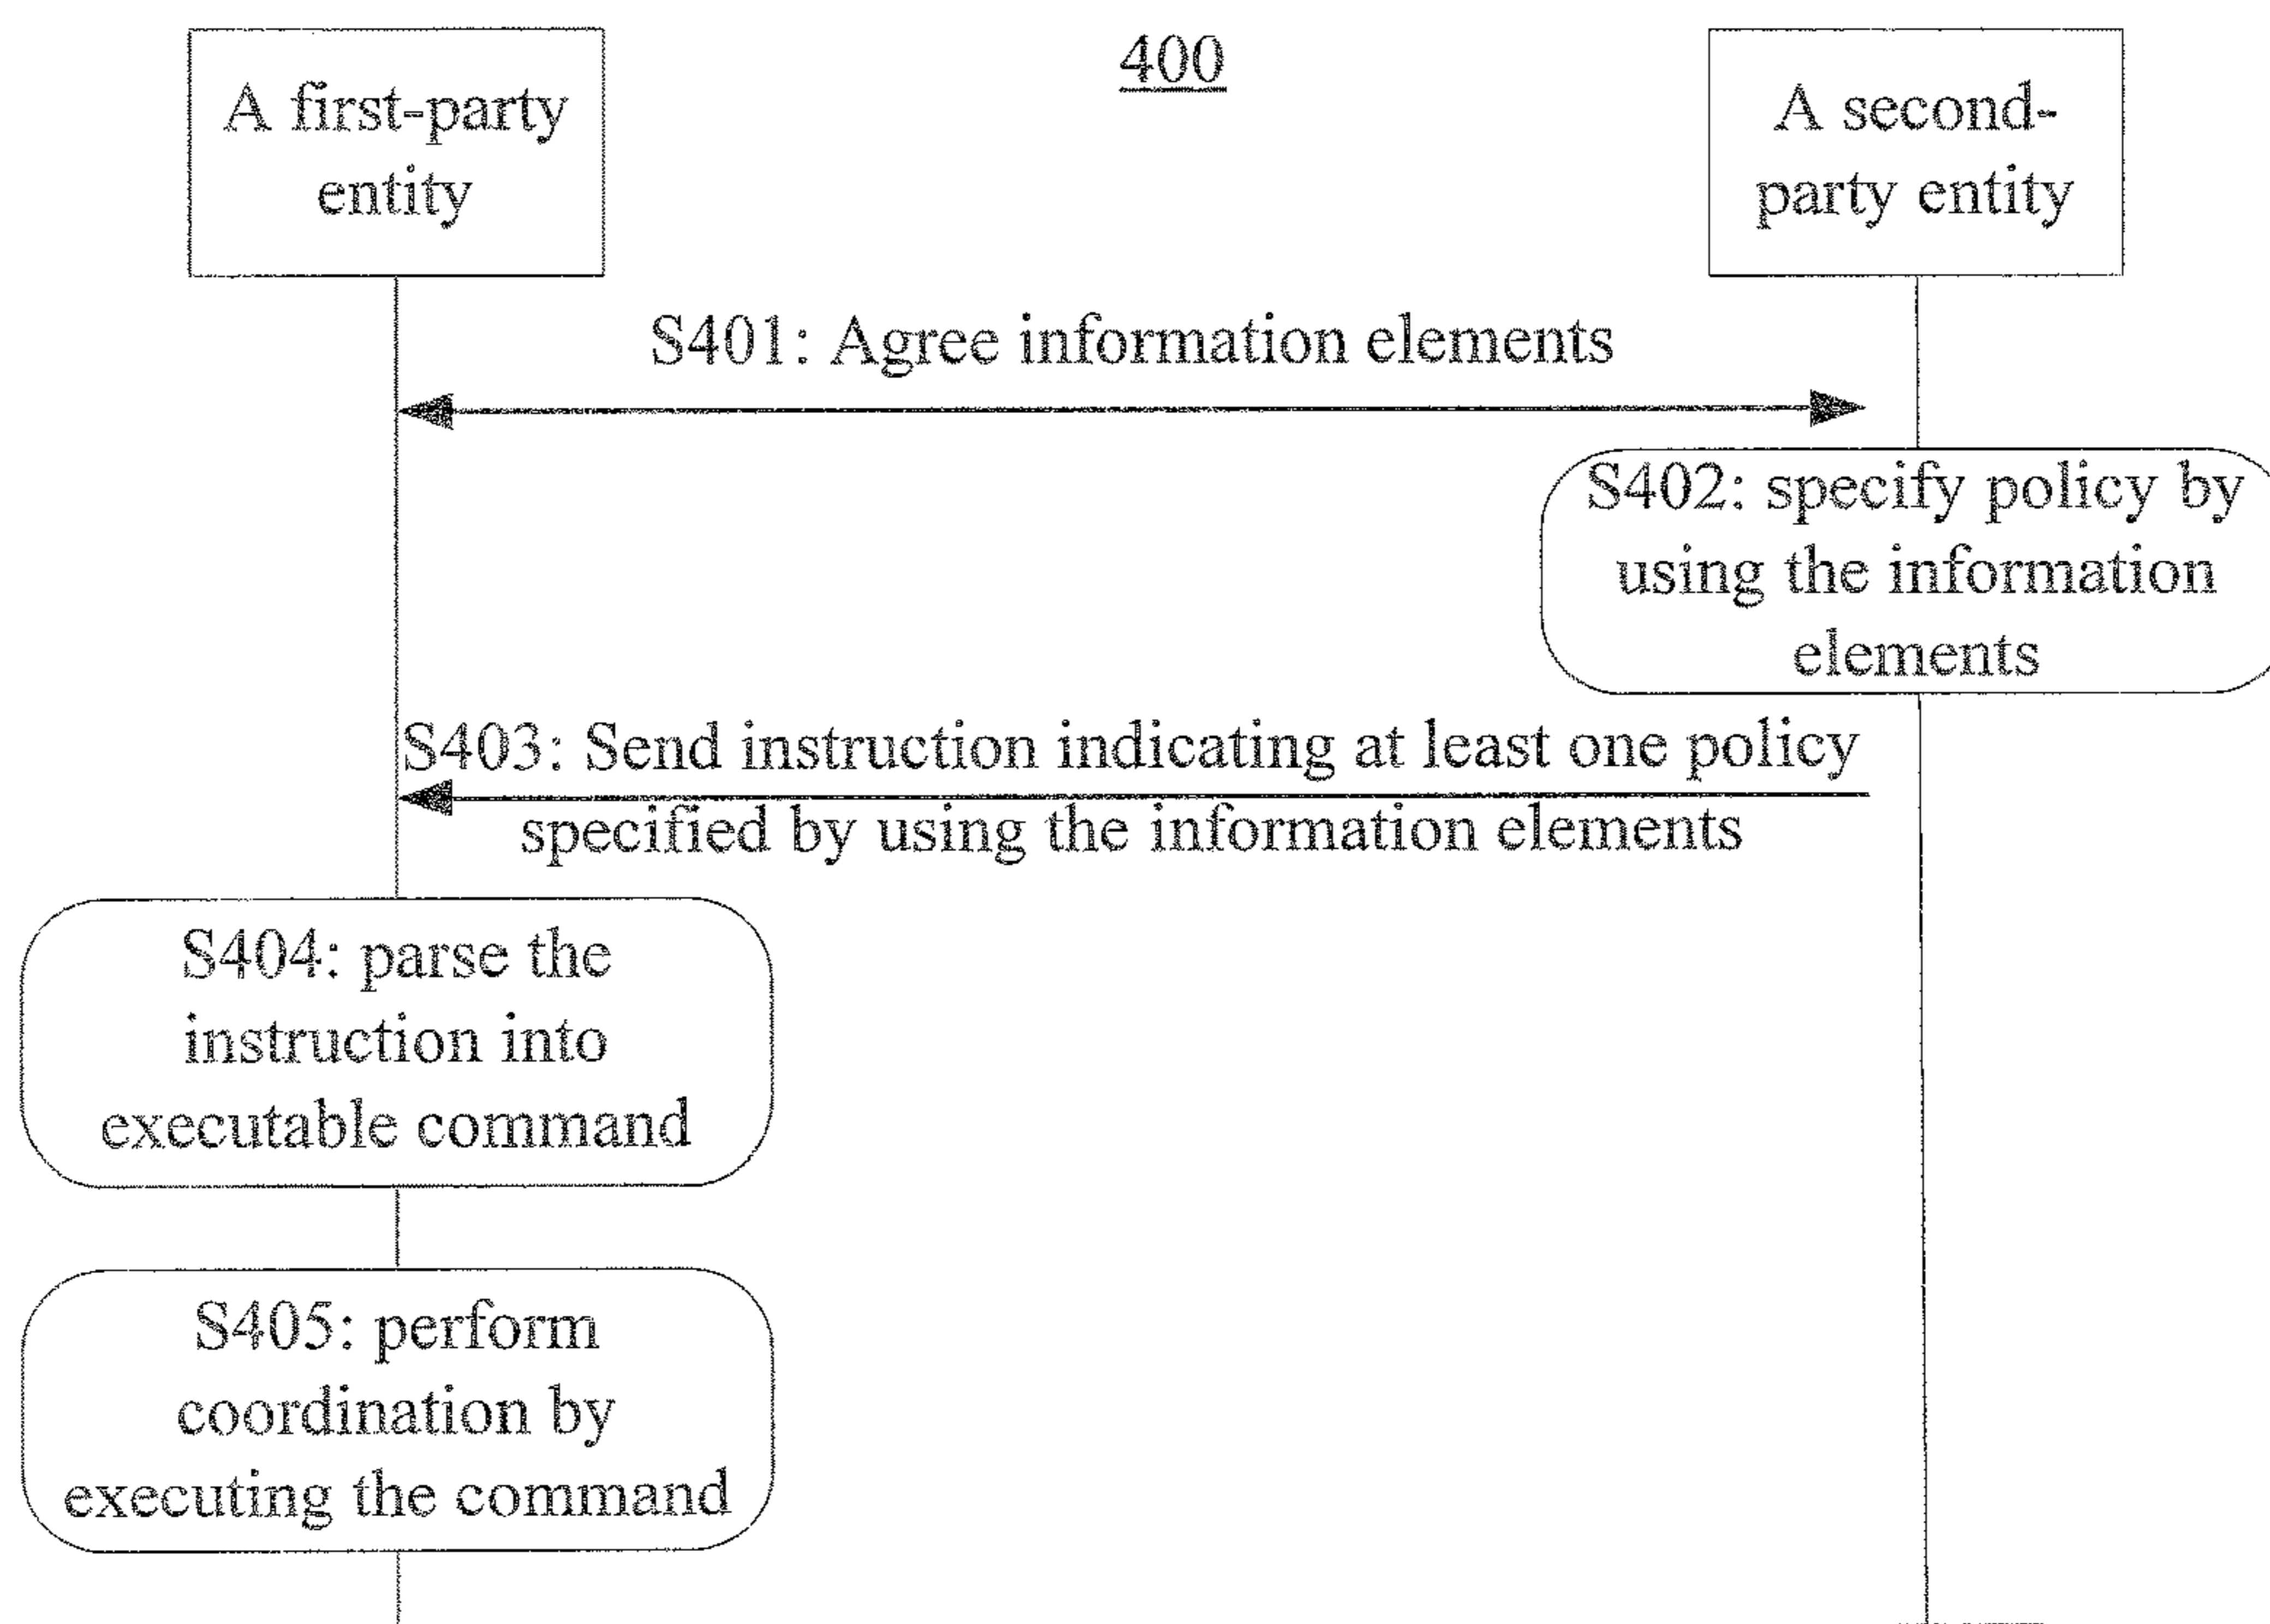 400
A first-party
entity
A second-
party entity
S401: Agree information elements
S402: specify policy by
using the information
elements
S403: Send instruction indicating at least one policy
specified by using the information elements
S404: parse the
instruction into
executable command
S405: perform
coordination by
executing the command